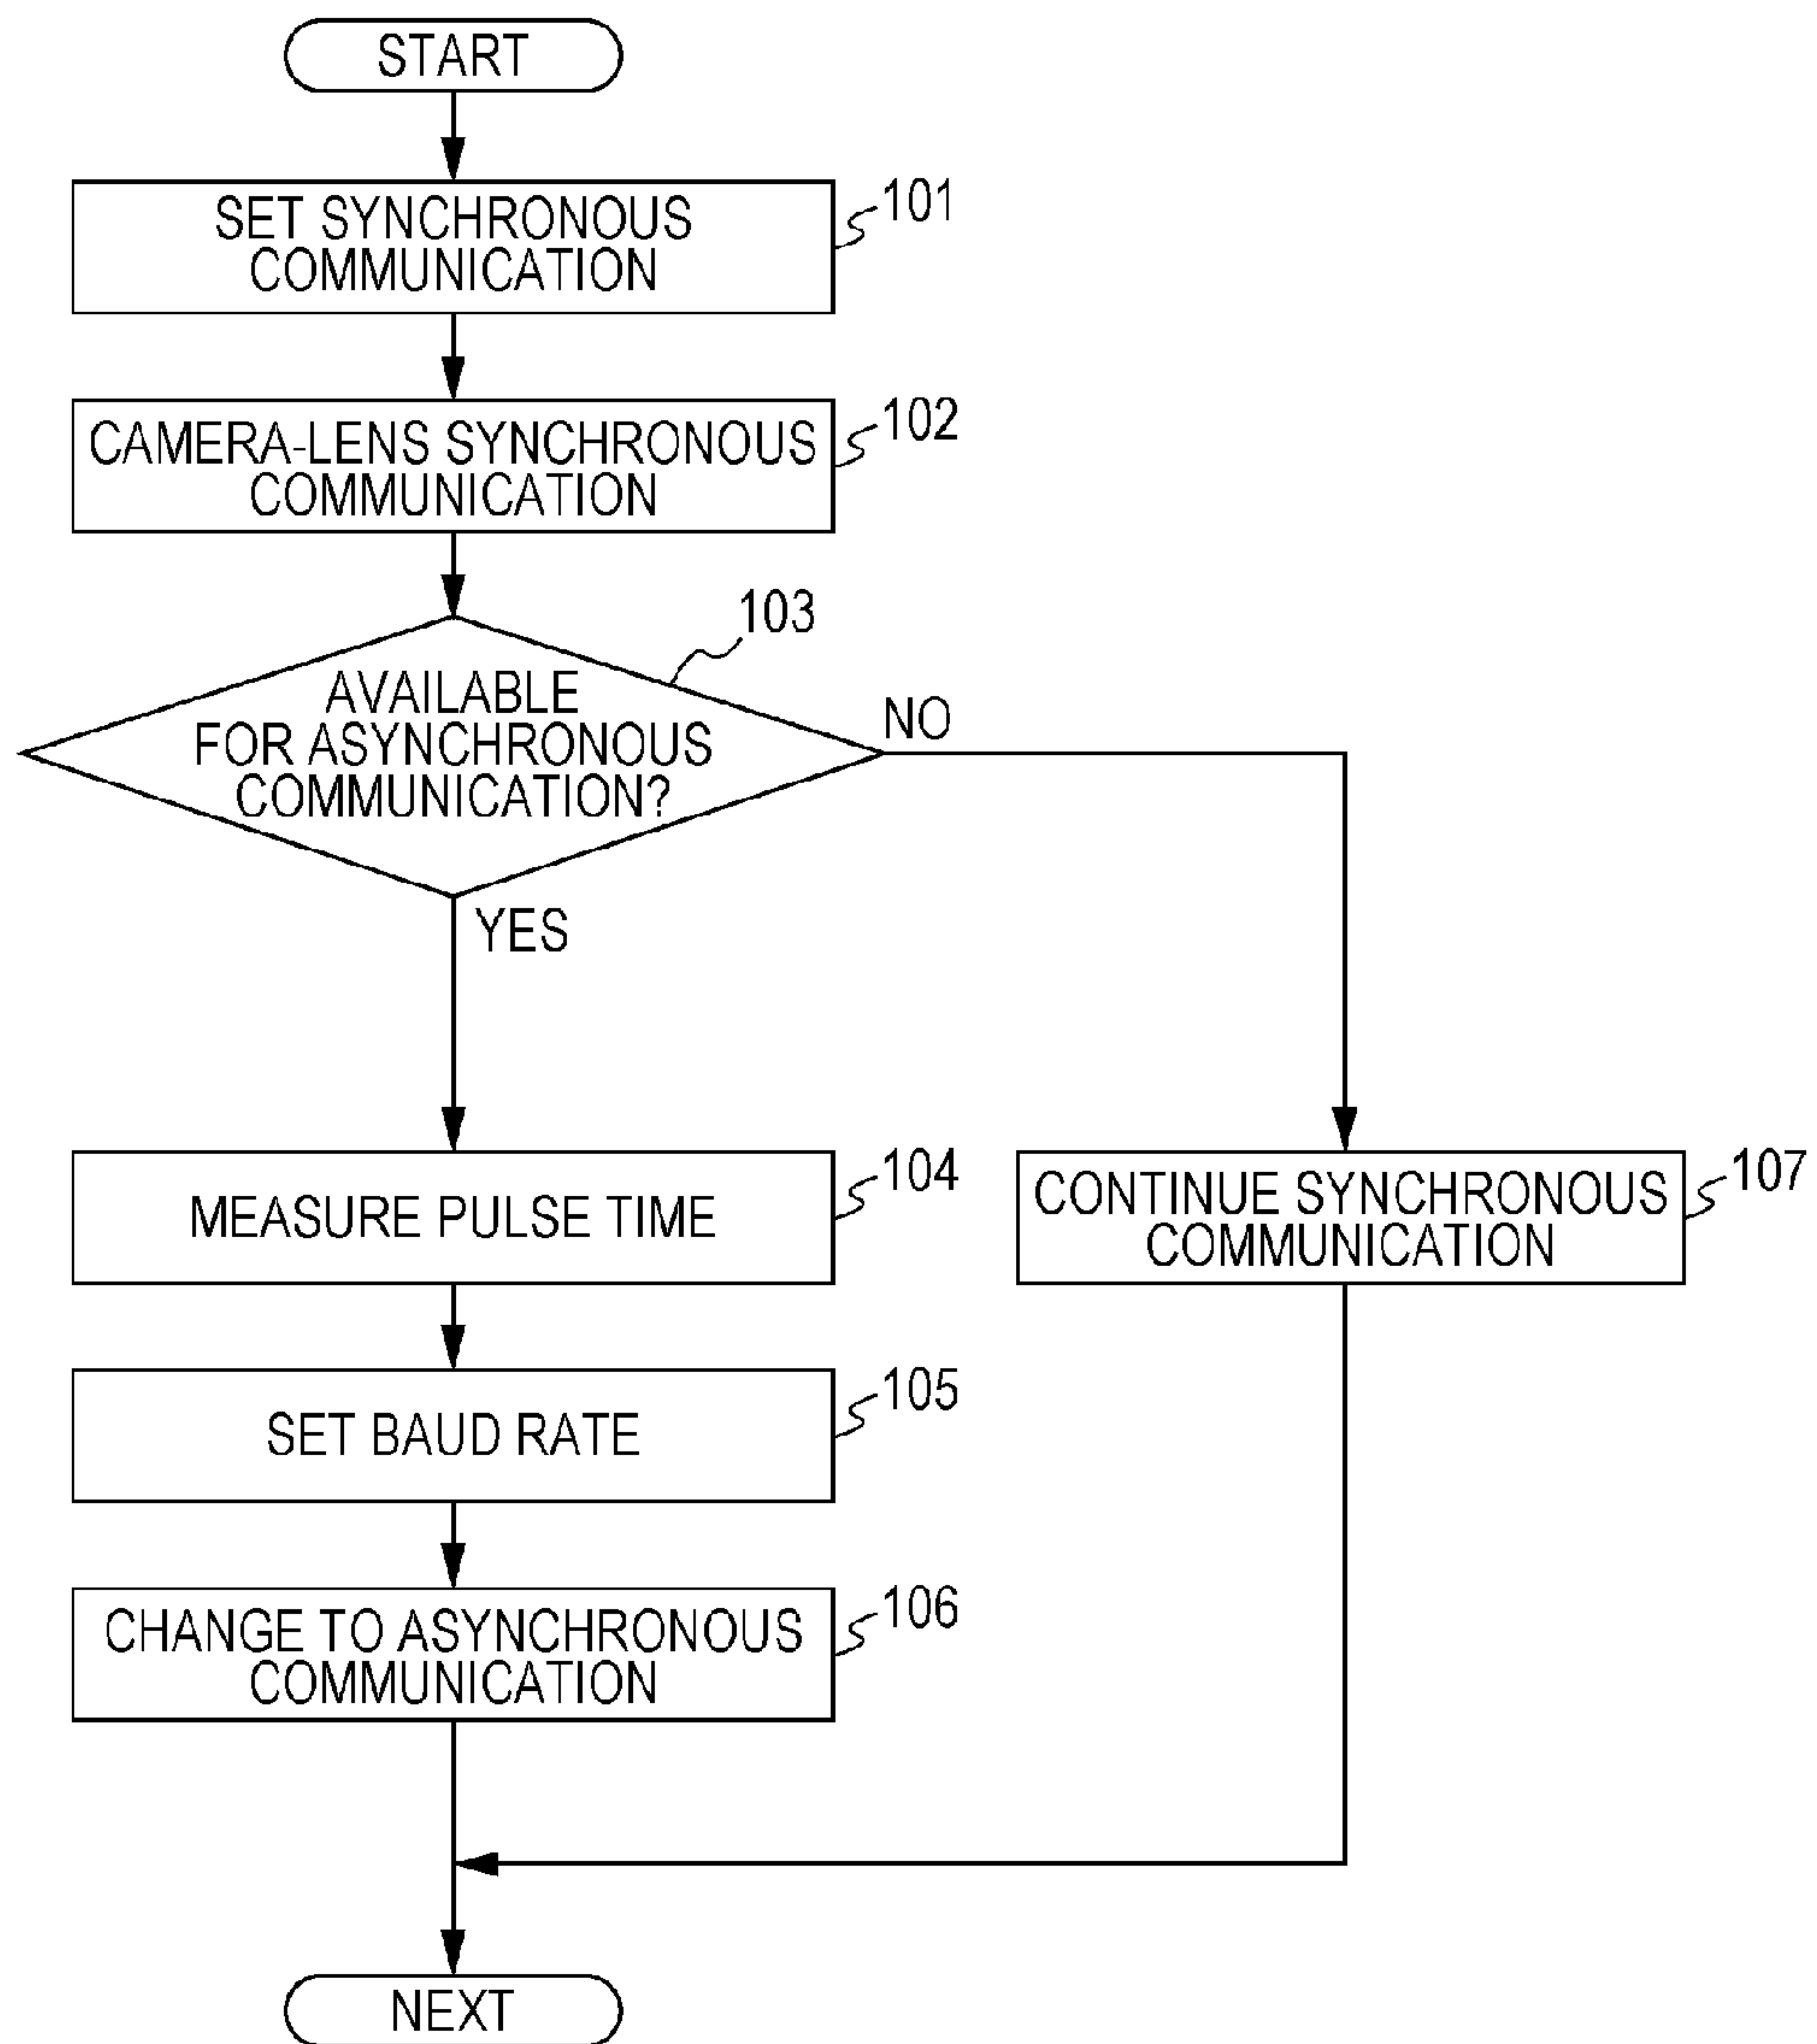 START
SET SYNCHRONOUS
COMMUNICATION
101
CAMERA-LENS SYNCHRONOUS
COMMUNICATION
102
103
AVAILABLE
FOR ASYNCHRONOUS
COMMUNICATION?
NO
YES
MEASURE PULSE TIME
104
CONTINUE SYNCHRONOUS
COMMUNICATION
107
SET BAUD RATE
105
CHANGE TO ASYNCHRONOUS
COMMUNICATION
106
NEXT